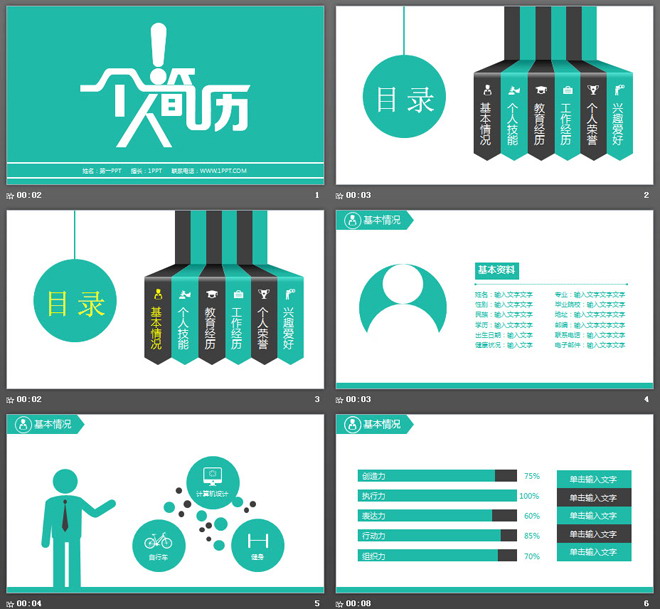 个人简历
姓名：第一PPT 擅长：1PPT 联系电话：WWW.1PPT.COM
00:02 1
目录
基本情况
个人技能
教育经历
工作经历
个人荣誉
兴趣爱好
00:03 2
目录
基本情况
个人技能
教育经历
工作经历
个人荣誉
兴趣爱好
00:02 3
基本情况
基本资料
姓名：输入文字文字 专业：输入文字文字文字
性别：输入文字文字 毕业院校：输入文字文字
民族：输入文字文字 地址：输入文字文字文字
学历：输入文字文字 邮编：输入文字文字文字
出生日期：输入文字 联系电话：输入文字文字
健康状况：输入文字 电子邮件：输入文字文字
00:03 4
基本情况
计算机设计
自行车
健身
00:04 5
基本情况
创造力 75% 单击输入文字
执行力 100% 单击输入文字
表达力 60% 单击输入文字
行动力 85% 单击输入文字
组织力 70% 单击输入文字
00:08 6